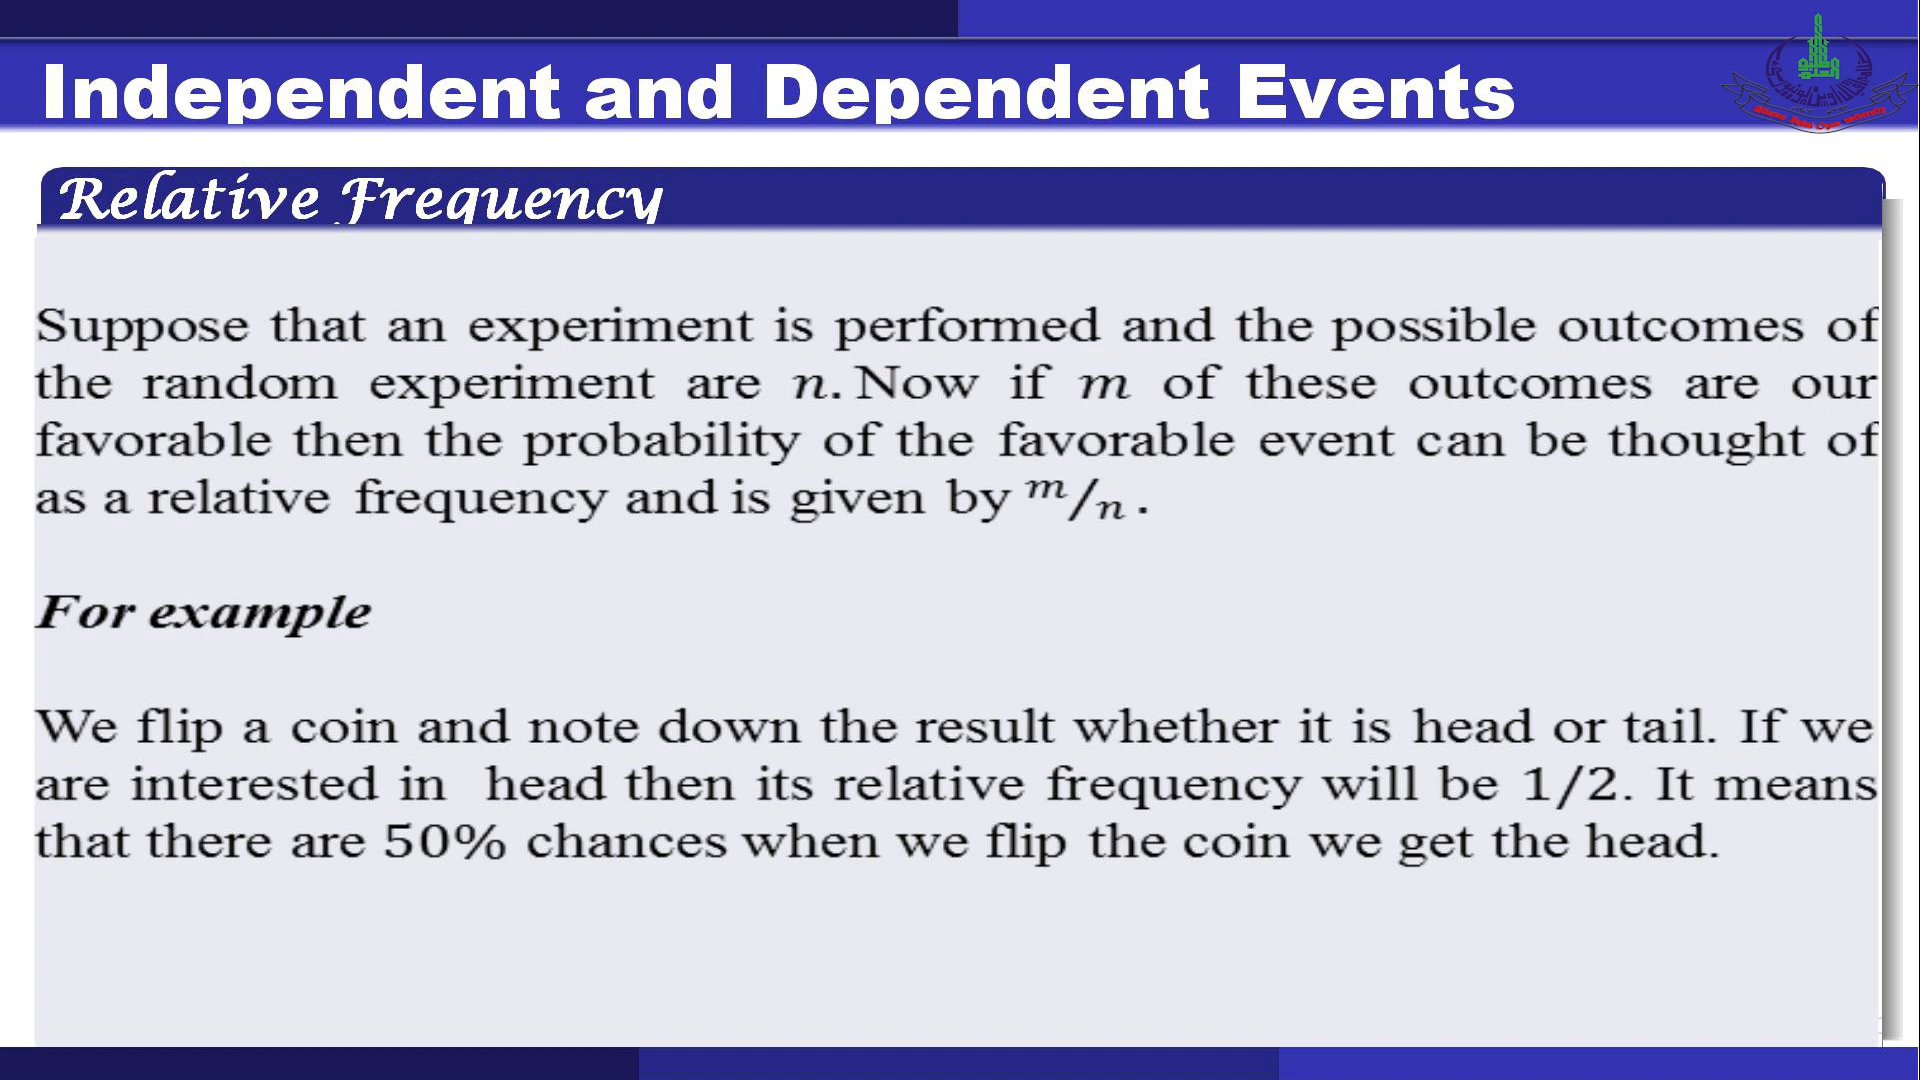 Independent and Dependent Events
Relative Frequency
Suppose that an experiment is performed and the possible outcomes of
the random experiment are n. Now if m of these outcomes are our
favorable then the probability of the favorable event can be thought of
as a relative frequency and is given by m/n.
For example
We flip a coin and note down the result whether it is head or tail. If we
are interested in head then its relative frequency will be 1/2. It means
that there are 50% chances when we flip the coin we get the head.